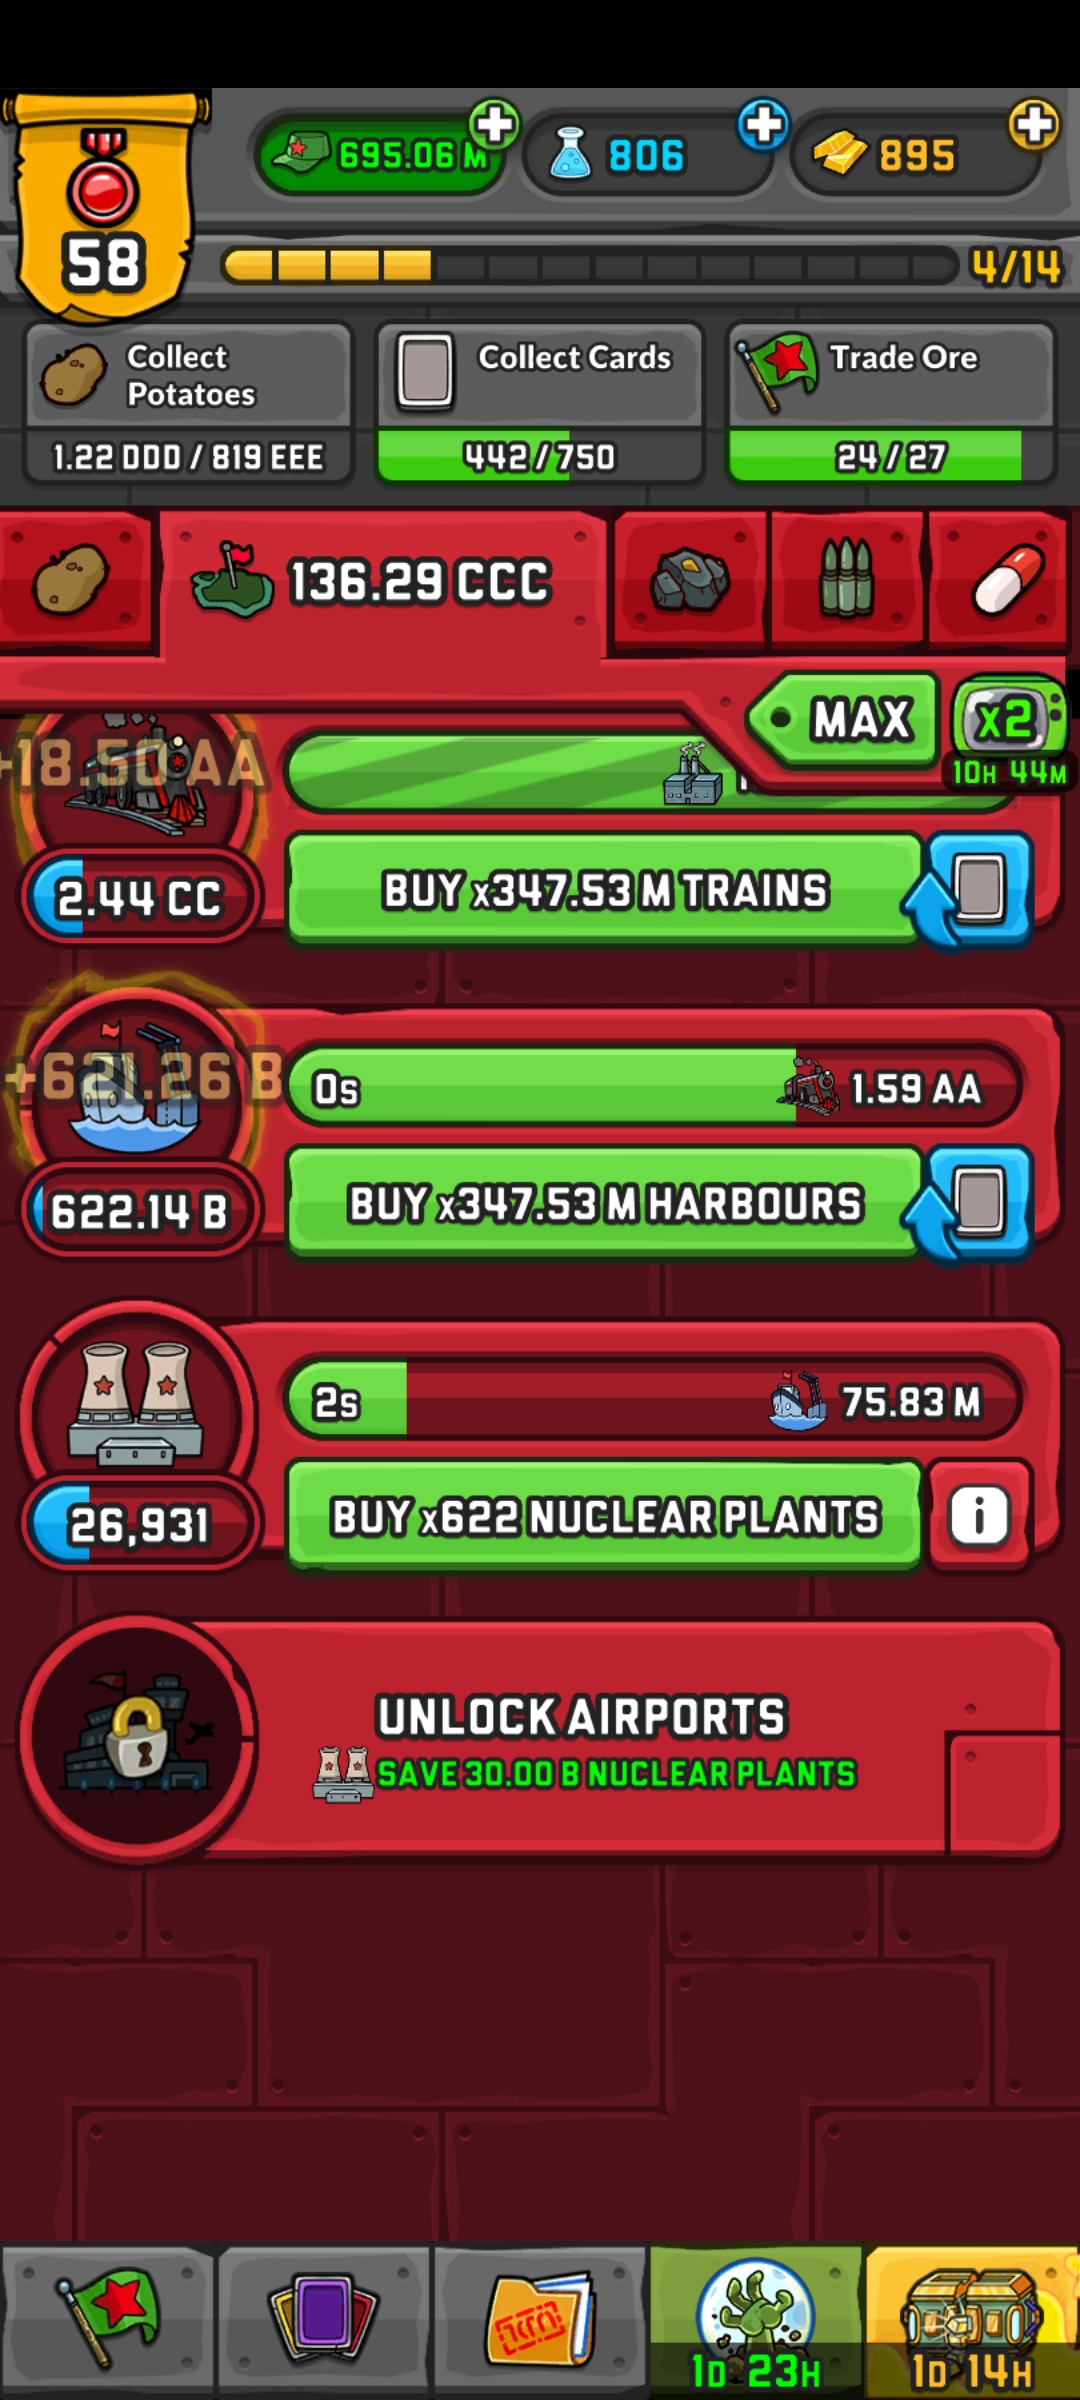 695.06 M
806
895
58
4/14
Collect
Potatoes
Collect Cards
Trade Ore
1.22 DDD / 819 EEE
442/750
24/27
136.29 CCC
MAX
x2
10H 44M
+18.50 AA
2.44 CC
BUY x347.53 M TRAINS
+621.26 B
0s
1.59 AA
622.14 B
BUY x347.53 M HARBOURS
2s
75.83 M
26,931
BUY x622 NUCLEAR PLANTS
i
UNLOCK AIRPORTS
SAVE 30.00 B NUCLEAR PLANTS
1D 23H
1D 14H